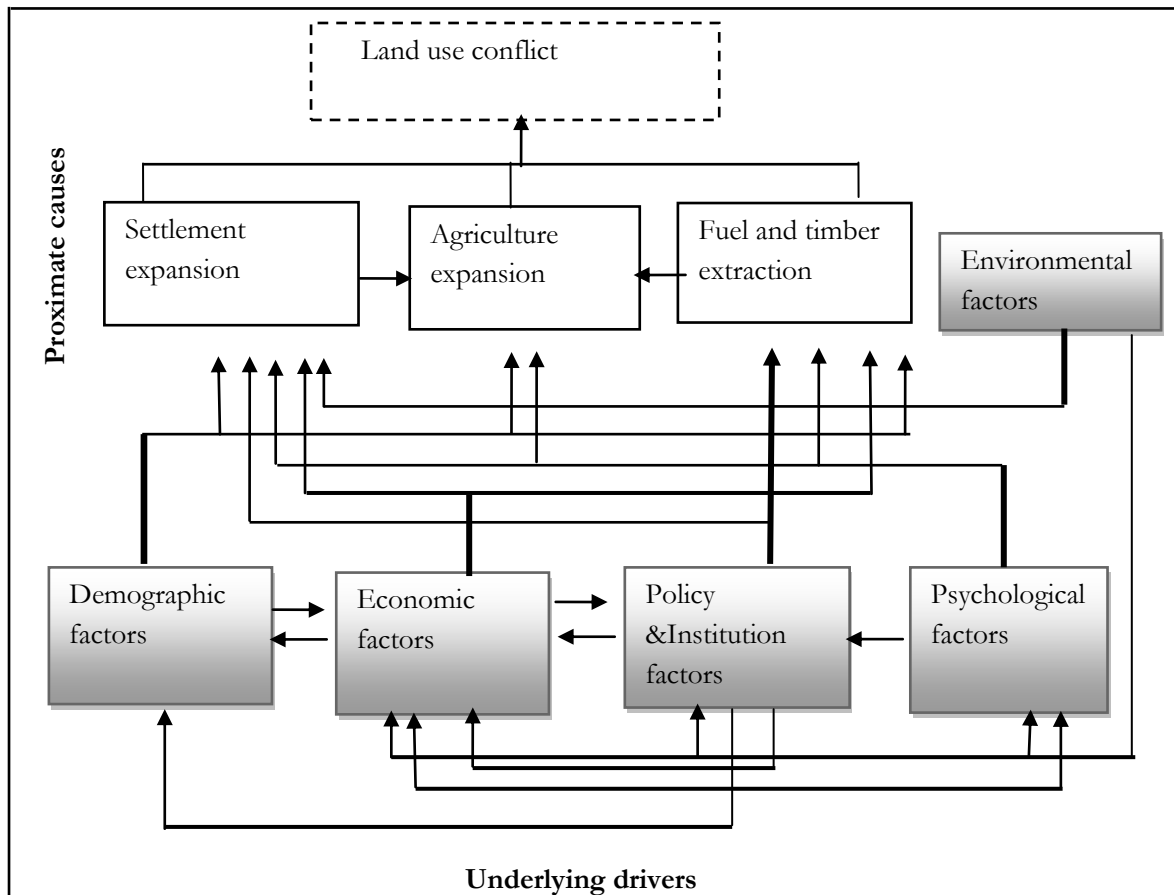 Land use conflict
Proximate causes
Settlement
expansion
Agriculture
expansion
Fuel and timber
extraction
Environmental
factors
Demographic
factors
Economic
factors
Policy
&Institution
factors
Psychological
factors
Underlying drivers